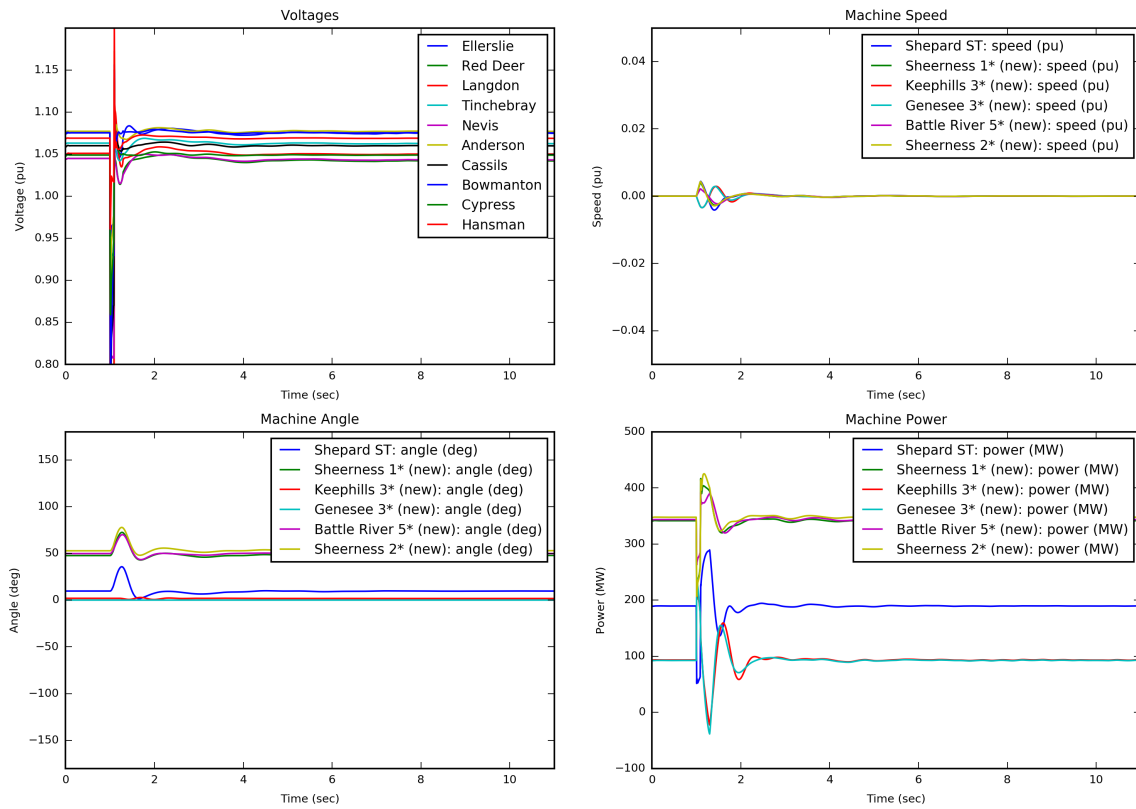 Voltages
1.15
1.10
1.05
1.00
0.95
0.90
0.85
0.80
Voltage (pu)
0 2 4 6 8 10
Time (sec)
Ellerslie
Red Deer
Langdon
Tinchebray
Nevis
Anderson
Cassils
Bowmanton
Cypress
Hansman
Machine Speed
0.04
0.02
0.00
−0.02
−0.04
Speed (pu)
0 2 4 6 8 10
Time (sec)
Shepard ST: speed (pu)
Sheerness 1* (new): speed (pu)
Keephills 3* (new): speed (pu)
Genesee 3* (new): speed (pu)
Battle River 5* (new): speed (pu)
Sheerness 2* (new): speed (pu)
Machine Angle
150
100
50
0
−50
−100
−150
Angle (deg)
0 2 4 6 8 10
Time (sec)
Shepard ST: angle (deg)
Sheerness 1* (new): angle (deg)
Keephills 3* (new): angle (deg)
Genesee 3* (new): angle (deg)
Battle River 5* (new): angle (deg)
Sheerness 2* (new): angle (deg)
Machine Power
500
400
300
200
100
0
−100
Power (MW)
0 2 4 6 8 10
Time (sec)
Shepard ST: power (MW)
Sheerness 1* (new): power (MW)
Keephills 3* (new): power (MW)
Genesee 3* (new): power (MW)
Battle River 5* (new): power (MW)
Sheerness 2* (new): power (MW)